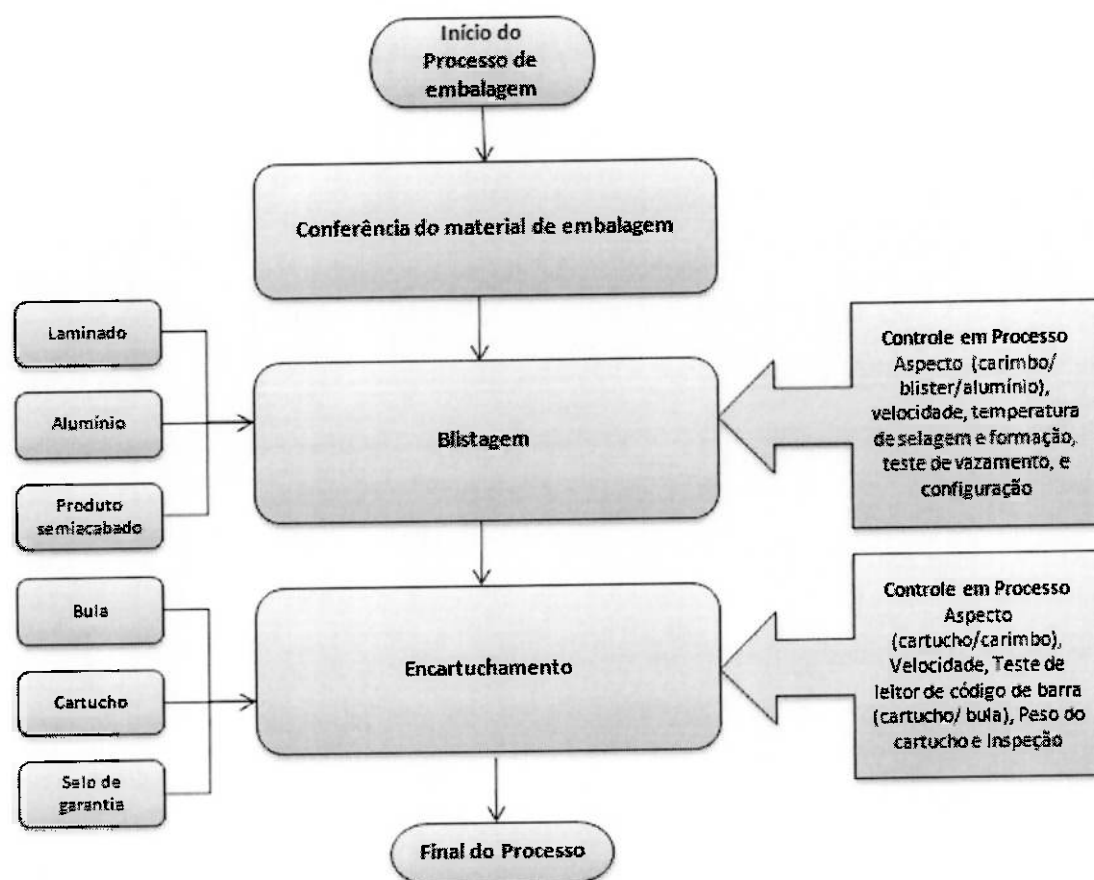 Início do
Processo de
embalagem
Conferência do material de embalagem
Laminado
Alumínio
Produto
semiacabado
Blistagem
Controle em Processo
Aspecto (carimbo/
blister/alumínio),
velocidade, temperatura
de selagem e formação,
teste de vazamento, e
configuração
Bula
Cartucho
Selo de
garantia
Encartuchamento
Controle em Processo
Aspecto
(cartucho/carimbo),
Velocidade, Teste de
leitor de código de barra
(cartucho/ bula), Peso do
cartucho e Inspeção
Final do Processo